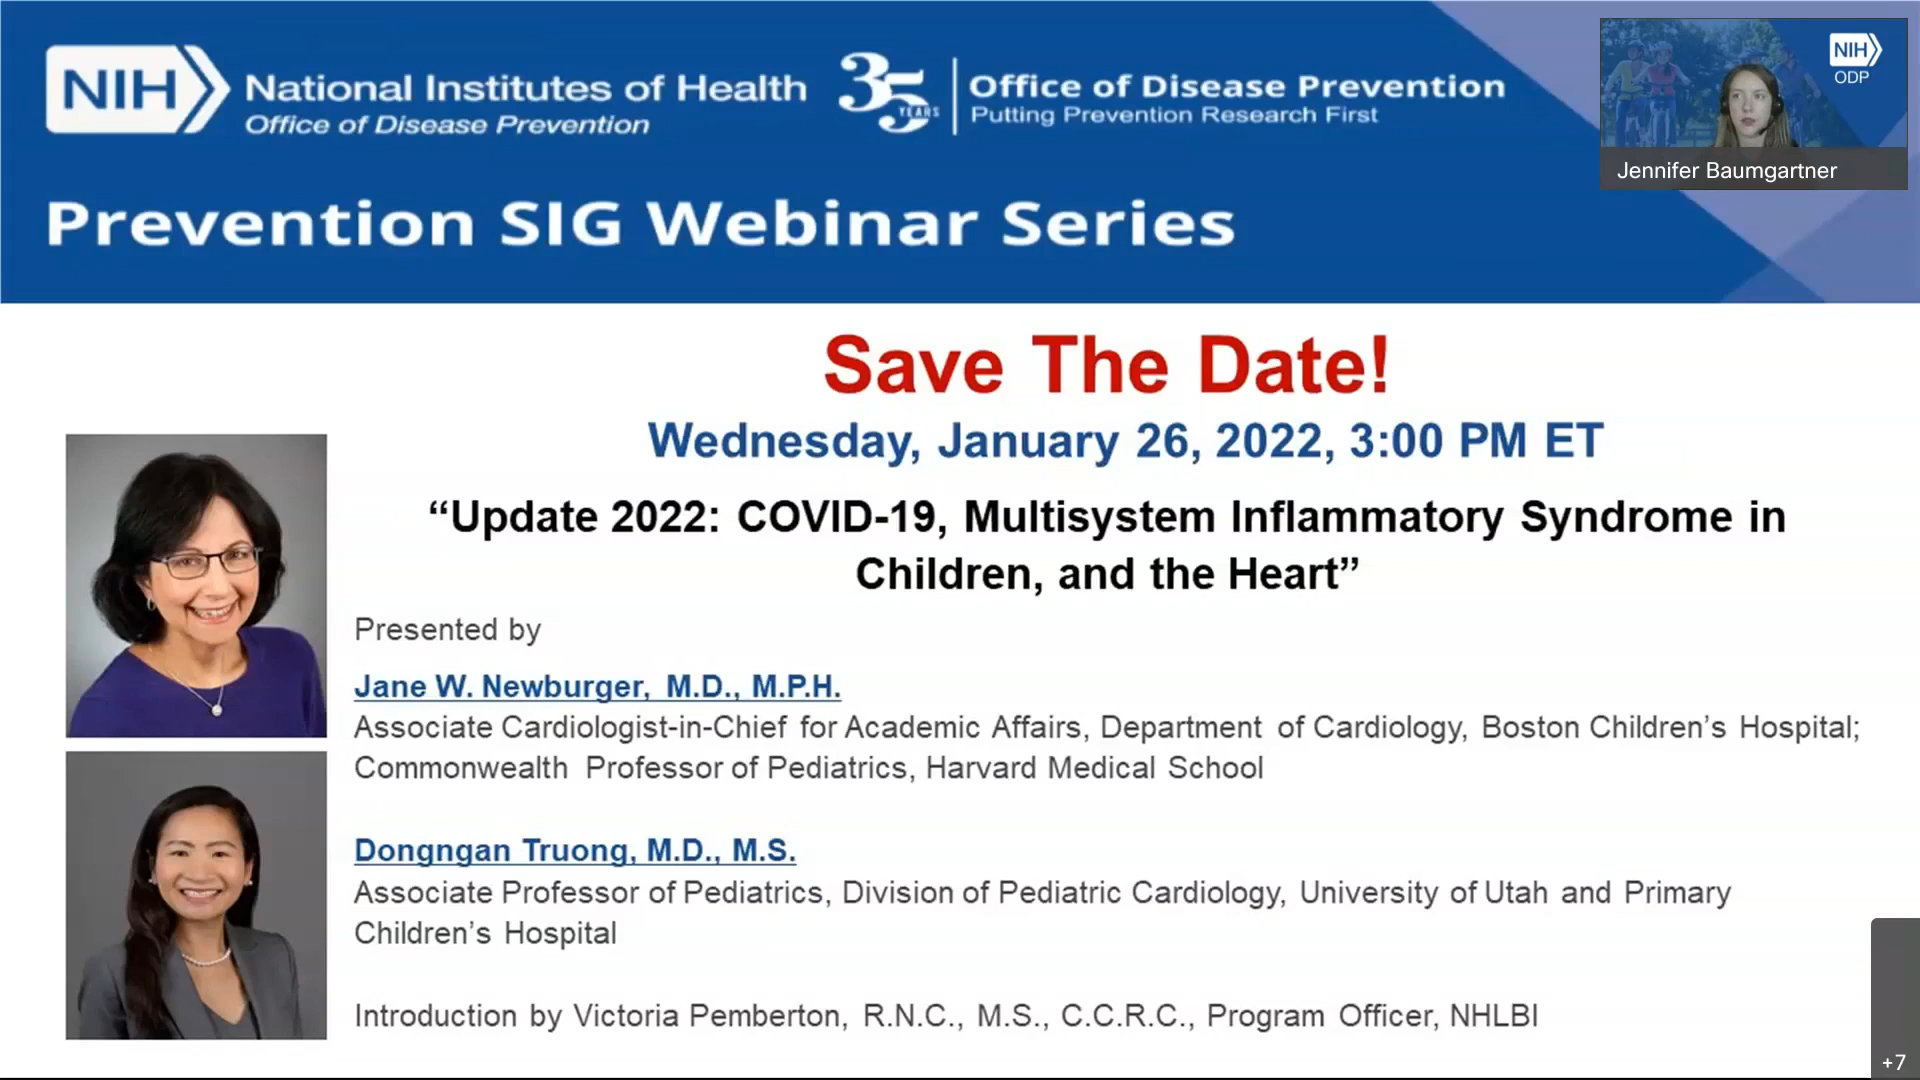 NIH
National Institutes of Health
Office of Disease Prevention
35 YEARS
Office of Disease Prevention
Putting Prevention Research First
NIH
ODP
Jennifer Baumgartner
Prevention SIG Webinar Series
Save The Date!
Wednesday, January 26, 2022, 3:00 PM ET
“Update 2022: COVID-19, Multisystem Inflammatory Syndrome in
Children, and the Heart”
Presented by
Jane W. Newburger, M.D., M.P.H.
Associate Cardiologist-in-Chief for Academic Affairs, Department of Cardiology, Boston Children’s Hospital;
Commonwealth Professor of Pediatrics, Harvard Medical School
Dongngan Truong, M.D., M.S.
Associate Professor of Pediatrics, Division of Pediatric Cardiology, University of Utah and Primary
Children’s Hospital
Introduction by Victoria Pemberton, R.N.C., M.S., C.C.R.C., Program Officer, NHLBI
+7